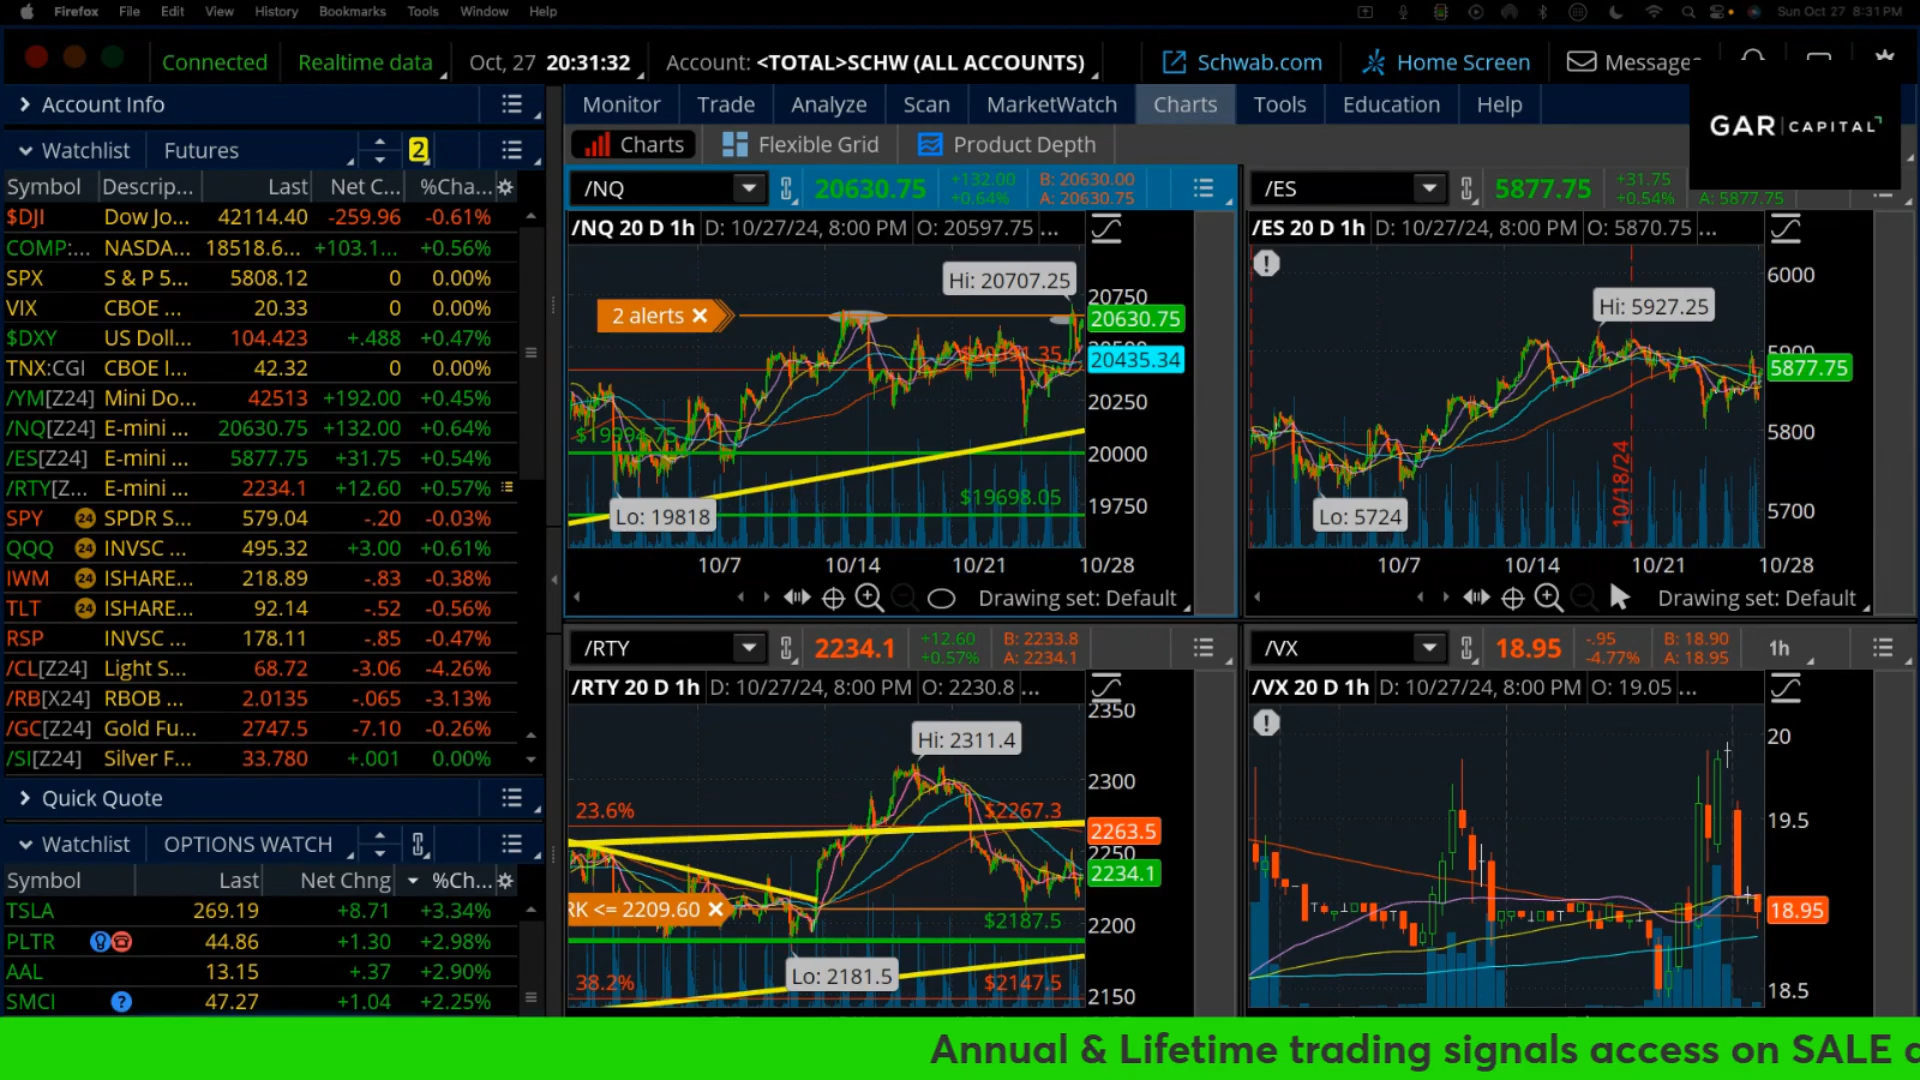 Firefox File Edit View History Bookmarks Tools Window Help Sun Oct 27 8:31 PM
Connected Realtime data Oct, 27 20:31:32 Account: <TOTAL>SCHW (ALL ACCOUNTS) Schwab.com Home Screen Messages
Account Info
Monitor Trade Analyze Scan MarketWatch Charts Tools Education Help
GAR CAPITAL
Watchlist Futures 2
Charts Flexible Grid Product Depth
Symbol Descrip... Last Net C... %Cha...
$DJI Dow Jo... 42114.40 -259.96 -0.61%
COMP:... NASDA... 18518.6... +103.1... +0.56%
SPX S & P 5... 5808.12 0 0.00%
VIX CBOE ... 20.33 0 0.00%
$DXY US Doll... 104.423 +.488 +0.47%
TNX:CGI CBOE I... 42.32 0 0.00%
/YM[Z24] Mini Do... 42513 +192.00 +0.45%
/NQ[Z24] E-mini ... 20630.75 +132.00 +0.64%
/ES[Z24] E-mini ... 5877.75 +31.75 +0.54%
/RTY[Z... E-mini ... 2234.1 +12.60 +0.57%
SPY 24 SPDR S... 579.04 -.20 -0.03%
QQQ 24 INVSC ... 495.32 +3.00 +0.61%
IWM 24 ISHARE... 218.89 -.83 -0.38%
TLT 24 ISHARE... 92.14 -.52 -0.56%
RSP INVSC ... 178.11 -.85 -0.47%
/CL[Z24] Light S... 68.72 -3.06 -4.26%
/RB[X24] RBOB ... 2.0135 -.065 -3.13%
/GC[Z24] Gold Fu... 2747.5 -7.10 -0.26%
/SI[Z24] Silver F... 33.780 +.001 0.00%
Quick Quote
Watchlist OPTIONS WATCH
Symbol Last Net Chng %Ch...
TSLA 269.19 +8.71 +3.34%
PLTR 44.86 +1.30 +2.98%
AAL 13.15 +.37 +2.90%
SMCI ? 47.27 +1.04 +2.25%
/NQ 20630.75 +132.00 +0.64% B: 20630.00 A: 20630.75
/NQ 20 D 1h D: 10/27/24, 8:00 PM O: 20597.75 ...
Hi: 20707.25
2 alerts
20750
20630.75
20435.34
20250
$19994.75
20000
$19698.05
19750
Lo: 19818
10/7 10/14 10/21 10/28
Drawing set: Default
/ES 5877.75 +31.75 +0.54% A: 5877.75
/ES 20 D 1h D: 10/27/24, 8:00 PM O: 5870.75 ...
6000
Hi: 5927.25
5900
5877.75
5800
10/18/24
5700
Lo: 5724
10/7 10/14 10/21 10/28
Drawing set: Default
/RTY 2234.1 +12.60 +0.57% B: 2233.8 A: 2234.1
/RTY 20 D 1h D: 10/27/24, 8:00 PM O: 2230.8 ...
2350
Hi: 2311.4
2300
23.6% $2267.3
2263.5
2250
2234.1
RK <= 2209.60
$2187.5
2200
Lo: 2181.5
38.2% $2147.5
2150
/VX 18.95 -.95 -4.77% B: 18.90 A: 18.95 1h
/VX 20 D 1h D: 10/27/24, 8:00 PM O: 19.05 ...
20
19.5
18.95
18.5
Annual & Lifetime trading signals access on SALE